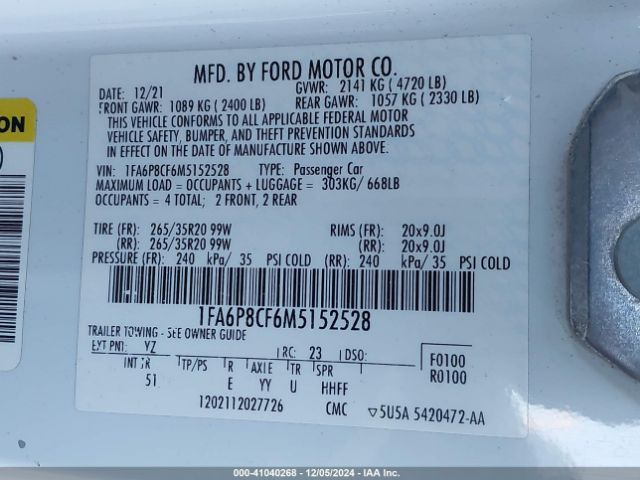 MFD. BY FORD MOTOR CO.
DATE: 12/21 GVWR: 2141 KG ( 4720 LB)
FRONT GAWR: 1089 KG ( 2400 LB) REAR GAWR: 1057 KG ( 2330 LB)
THIS VEHICLE CONFORMS TO ALL APPLICABLE FEDERAL MOTOR
VEHICLE SAFETY, BUMPER, AND THEFT PREVENTION STANDARDS
IN EFFECT ON THE DATE OF MANUFACTURE SHOWN ABOVE.
VIN: 1FA6P8CF6M5152528 TYPE: Passenger Car
MAXIMUM LOAD = OCCUPANTS + LUGGAGE = 303KG/ 668LB
OCCUPANTS = 4 TOTAL; 2 FRONT, 2 REAR
TIRE (FR): 265/35R20 99W RIMS (FR): 20x9.0J
(RR): 265/35R20 99W (RR): 20x9.0J
PRESSURE (FR): 240 kPa/ 35 PSI COLD (RR): 240 kPa/ 35 PSI COLD
1FA6P8CF6M5152528
TRAILER TOWING - SEE OWNER GUIDE
EXT PNT: YZ RC: 23 DSO: F0100
INT TR TP/PS R AXLE TR SPR R0100
51 E YY U HHFF
1202112027726 CMC ▽5U5A 5420472-AA
ON
000-41040268 - 12/05/2024 - IAAI.CA